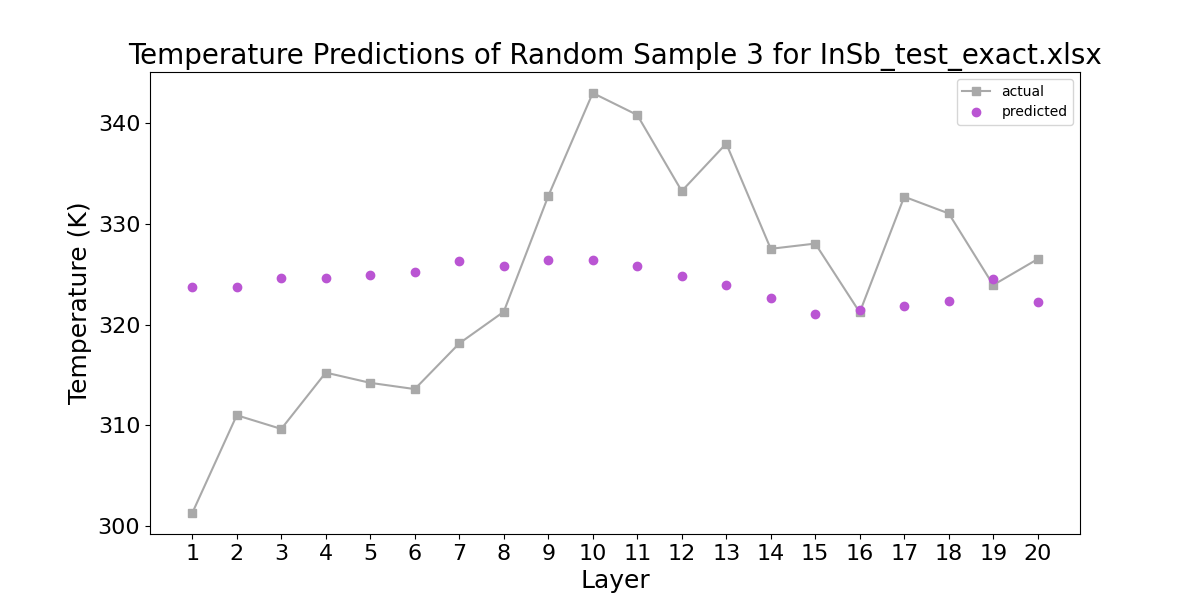 Temperature Predictions of Random Sample 3 for InSb_test_exact.xlsx
actual
predicted
Temperature (K)
340
330
320
310
300
1 2 3 4 5 6 7 8 9 10 11 12 13 14 15 16 17 18 19 20
Layer